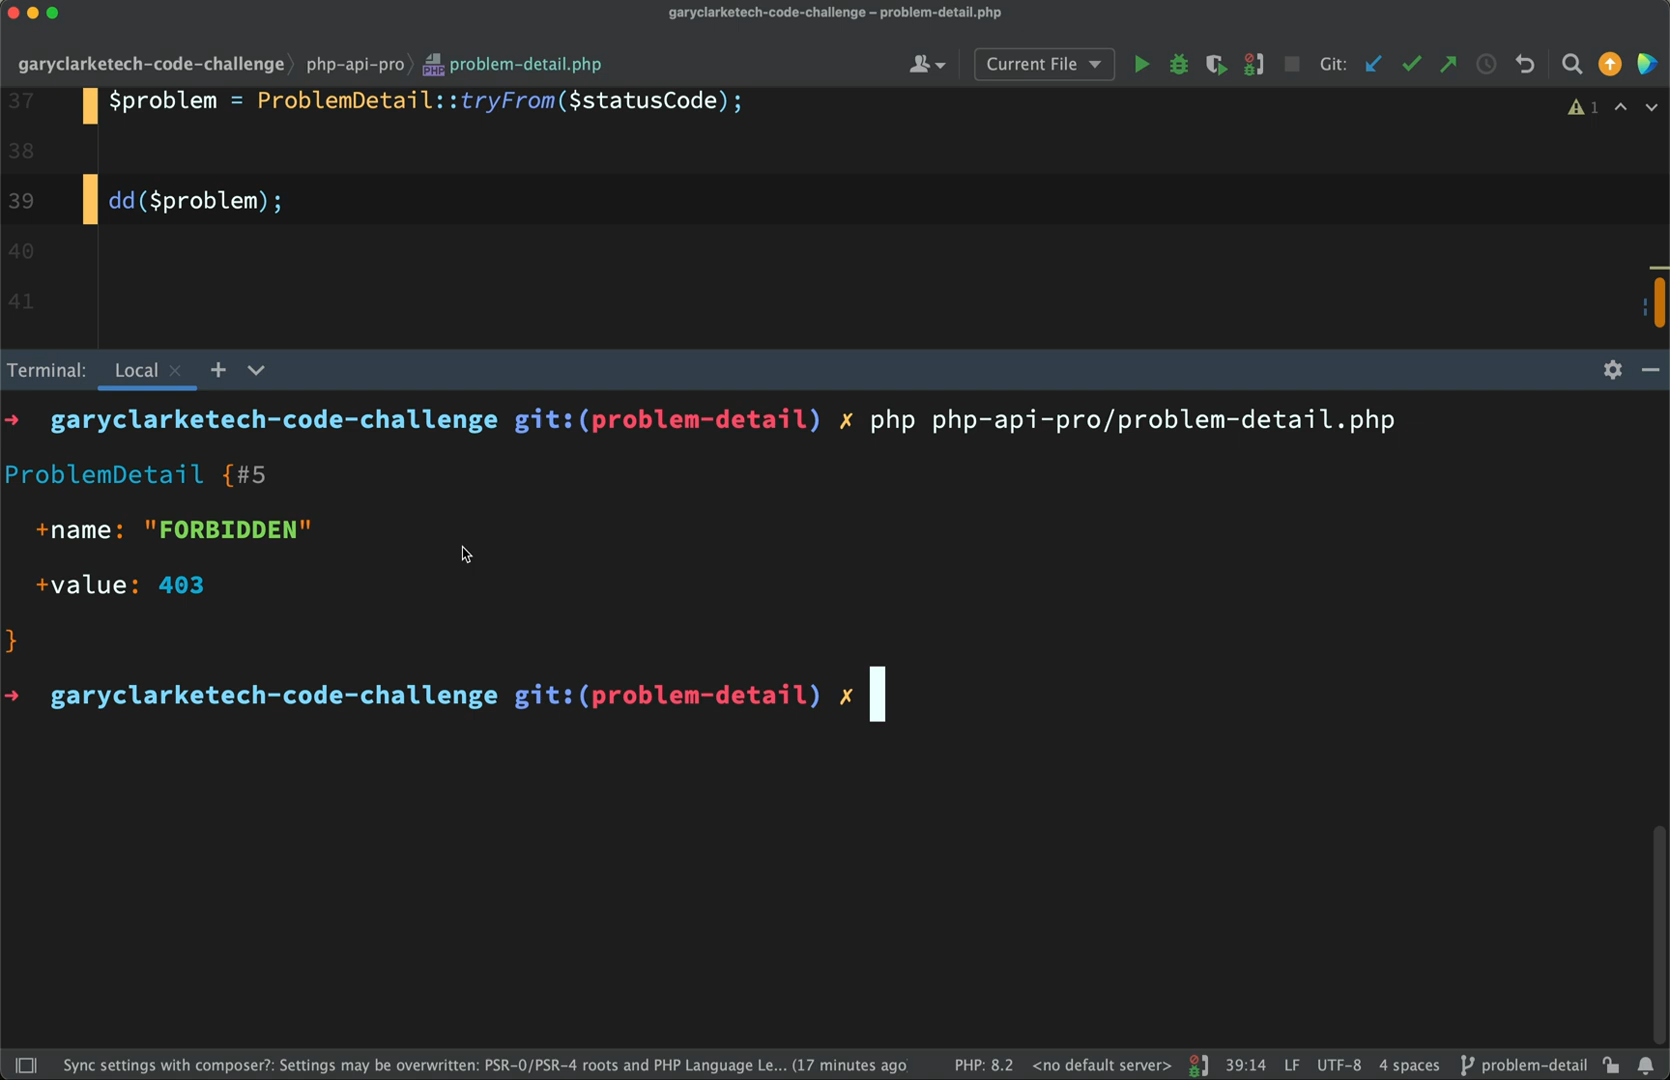 garyclarketech-code-challenge – problem-detail.php
garyclarketech-code-challenge 〉 php-api-pro 〉 PHP problem-detail.php Current File Git:
37 $problem = ProblemDetail::tryFrom($statusCode); 1
38
39 dd($problem);
40
41
Terminal: Local × +
→ garyclarketech-code-challenge git:(problem-detail) ✗ php php-api-pro/problem-detail.php
ProblemDetail {#5
+name: "FORBIDDEN"
+value: 403
}
→ garyclarketech-code-challenge git:(problem-detail) ✗
Sync settings with composer?: Settings may be overwritten: PSR-0/PSR-4 roots and PHP Language Le... (17 minutes ago PHP: 8.2 <no default server> 39:14 LF UTF-8 4 spaces problem-detail